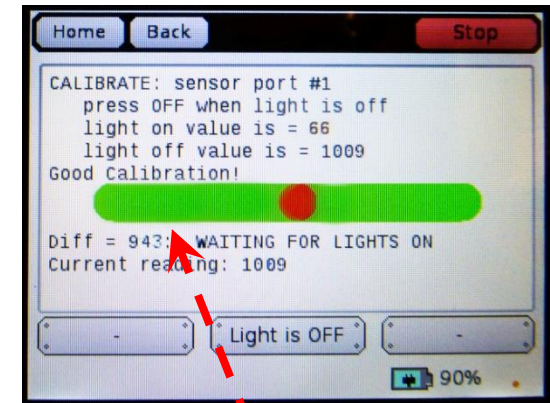 Home Back Stop
CALIBRATE: sensor port #1
press OFF when light is off
light on value is = 66
light off value is = 1009
Good Calibration!
Diff = 943: WAITING FOR LIGHTS ON
Current reading: 1009
- Light is OFF -
90%